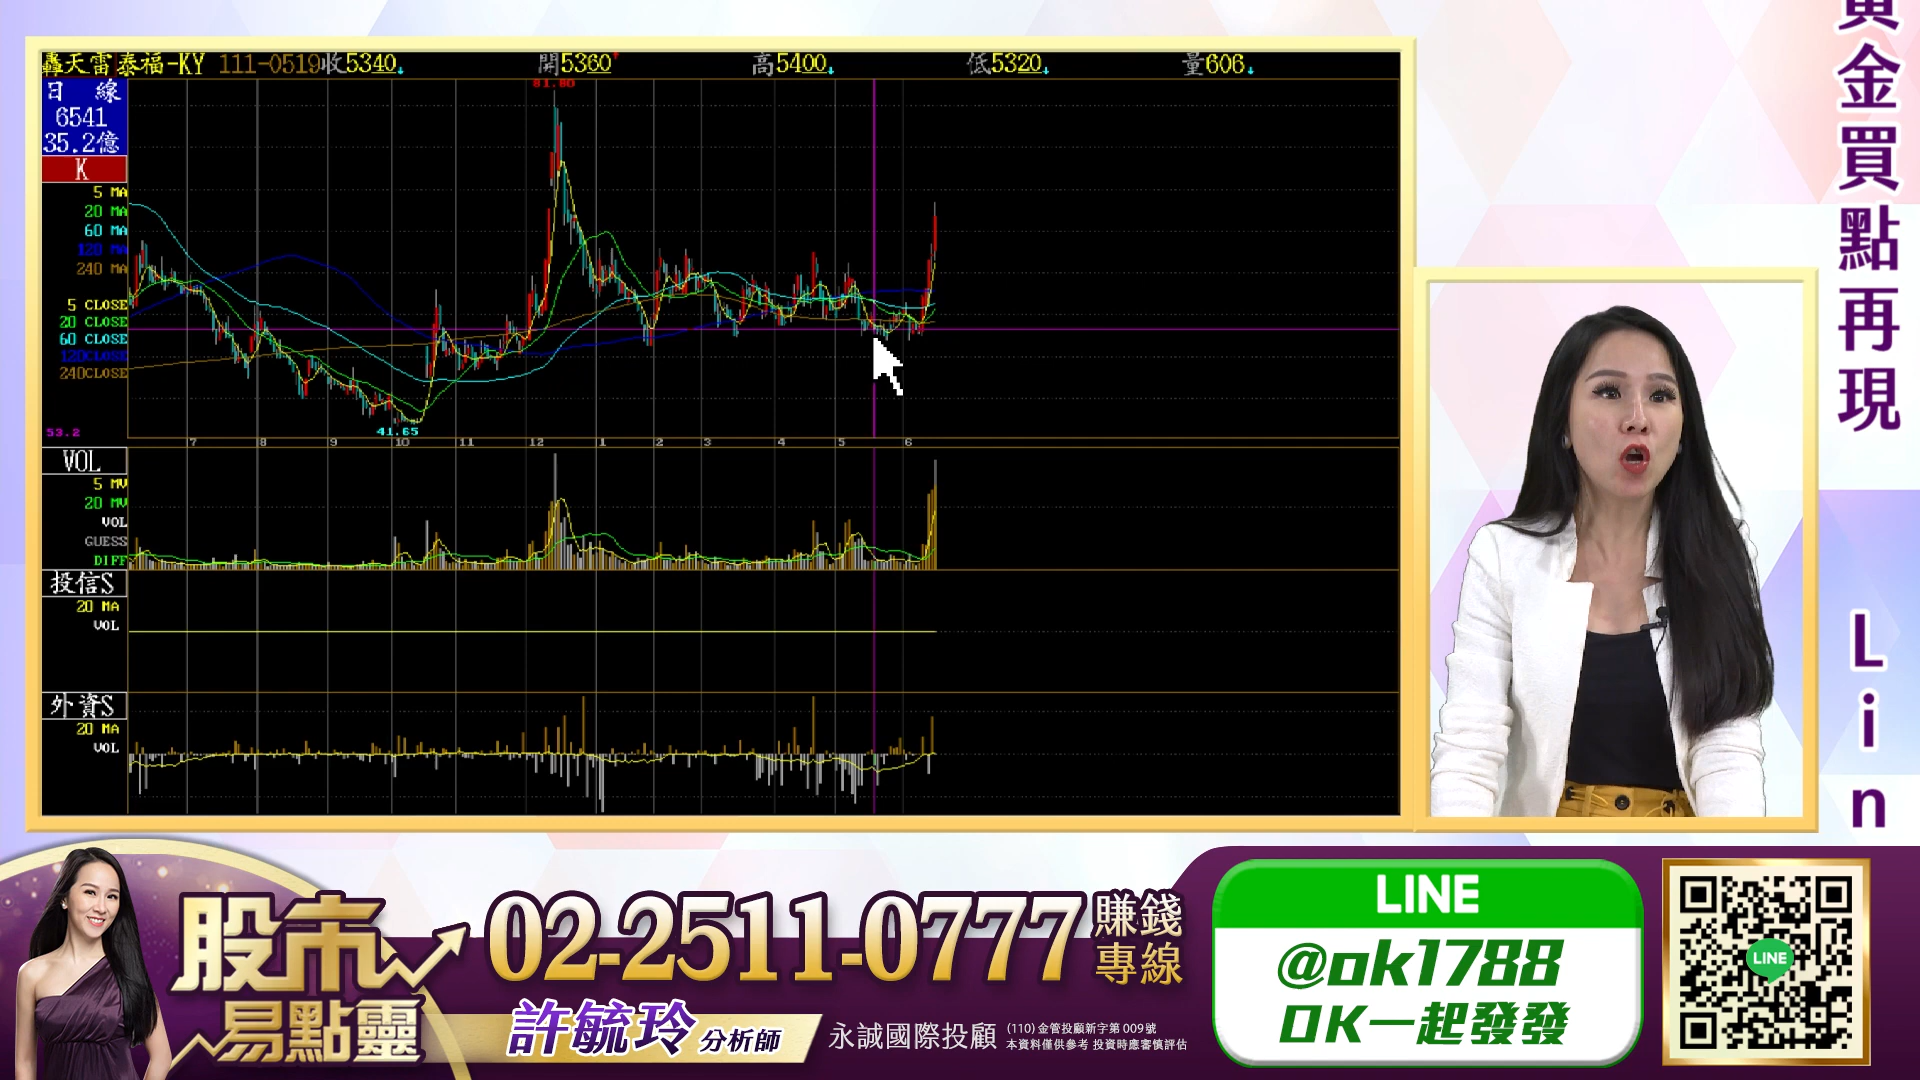 轟天雷泰福-KY 111-0519收5340↓ 開5360 高5400↓ 低5320↓ 量606↓
日 線
6541
35.2億
K
5 MA
20 MA
60 MA
120 MA
240 MA
5 CLOSE
20 CLOSE
60 CLOSE
120CLOSE
240CLOSE
53.2
81.80
41.65
7 8 9 10 11 12 1 2 3 4 5 6
VOL
5 MV
20 MV
VOL
GUESS
DIFF
投信S
20 MA
VOL
外資S
20 MA
VOL
黃金買點再現 Lin
股市易點靈
02-2511-0777 賺錢專線
許毓玲 分析師
永誠國際投顧
(110)金管投顧新字第009號
本資料僅供參考 投資時應審慎評估
LINE
@ok1788
OK一起發發
LINE